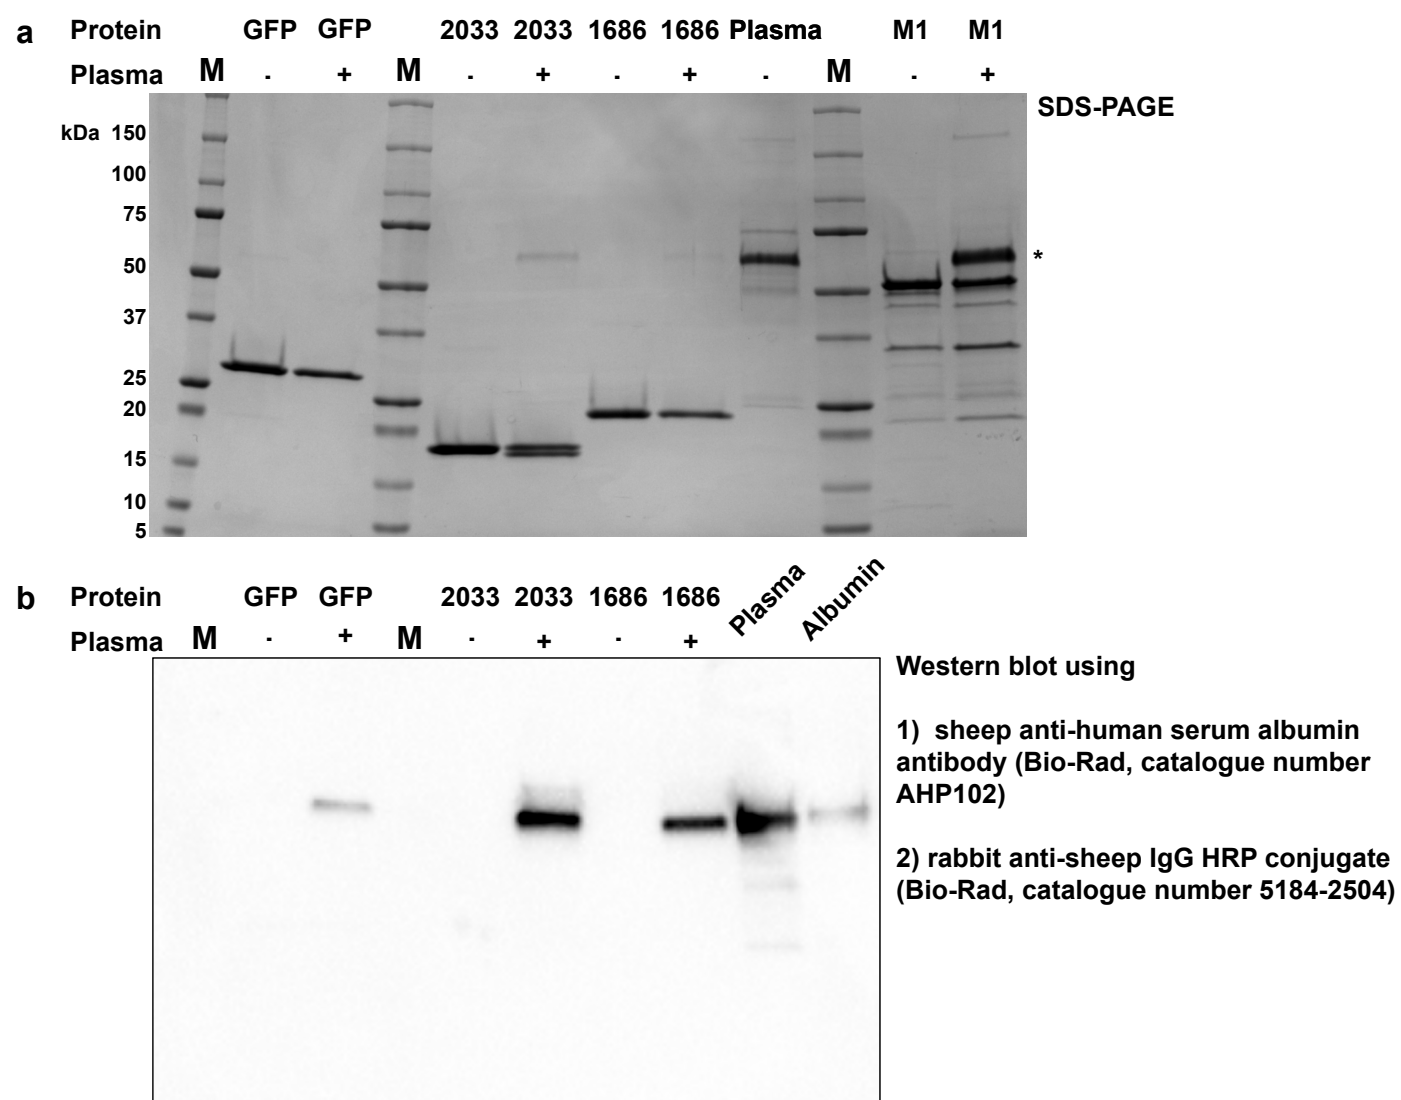 a Protein GFP GFP 2033 2033 1686 1686 Plasma M1 M1
Plasma M - + M - + - + - M - +
SDS-PAGE
kDa 150
100
75
50
*
37
25
20
15
10
5
b Protein GFP GFP 2033 2033 1686 1686 Plasma Albumin
Plasma M - + M - + - +
Western blot using
1) sheep anti-human serum albumin
antibody (Bio-Rad, catalogue number
AHP102)
2) rabbit anti-sheep IgG HRP conjugate
(Bio-Rad, catalogue number 5184-2504)